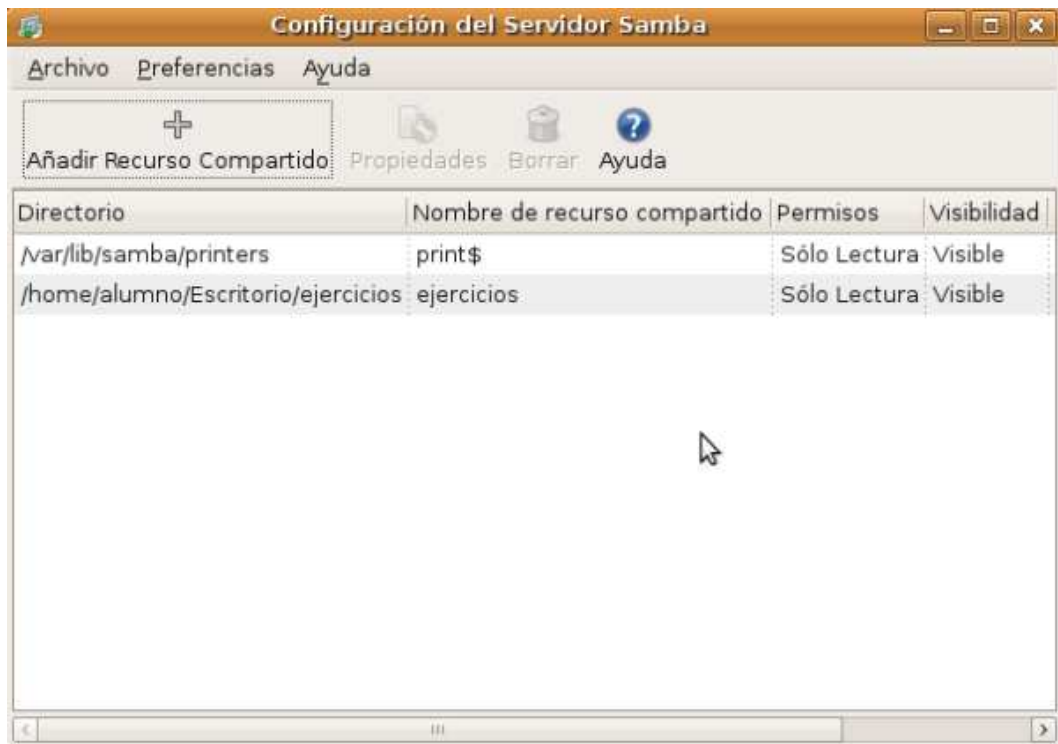 Configuración del Servidor Samba
Archivo Preferencias Ayuda
Añadir Recurso Compartido Propiedades Borrar Ayuda
Directorio Nombre de recurso compartido Permisos Visibilidad
/var/lib/samba/printers print$ Sólo Lectura Visible
/home/alumno/Escritorio/ejercicios ejercicios Sólo Lectura Visible